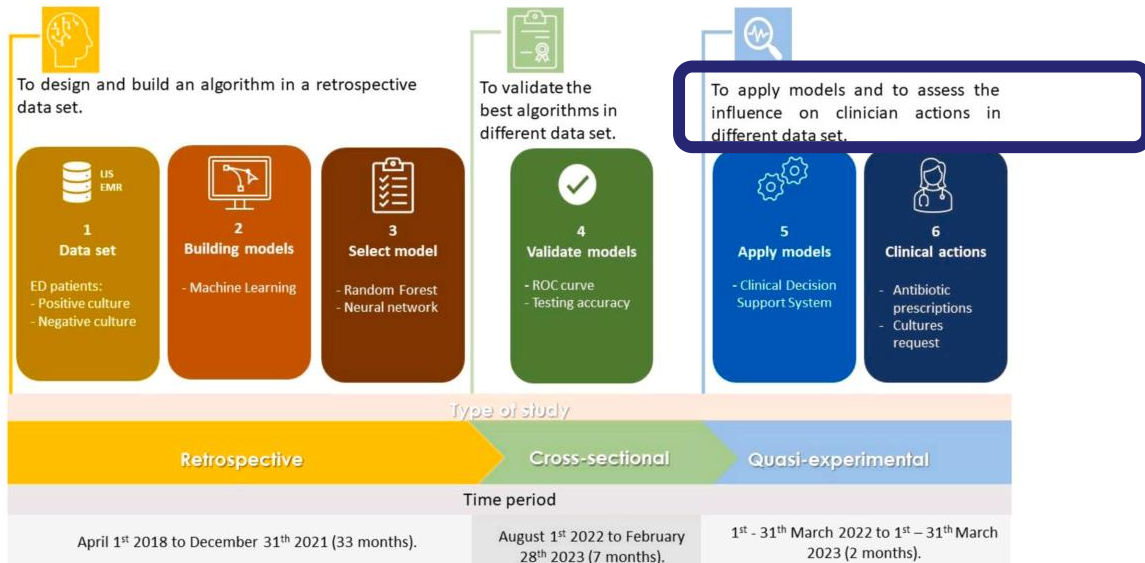 To design and build an algorithm in a retrospective
data set.
To validate the
best algorithms in
different data set.
To apply models and to assess the
influence on clinician actions in
different data set.
LIS
EMR
1
Data set
ED patients:
- Positive culture
- Negative culture
2
Building models
- Machine Learning
3
Select model
- Random Forest
- Neural network
4
Validate models
- ROC curve
- Testing accuracy
5
Apply models
- Clinical Decision
Support System
6
Clinical actions
- Antibiotic
prescriptions
- Cultures
request
Type of study
Retrospective
Cross-sectional
Quasi-experimental
Time period
April 1st 2018 to December 31th 2021 (33 months).
August 1st 2022 to February
28th 2023 (7 months).
1st - 31th March 2022 to 1st – 31th March
2023 (2 months).